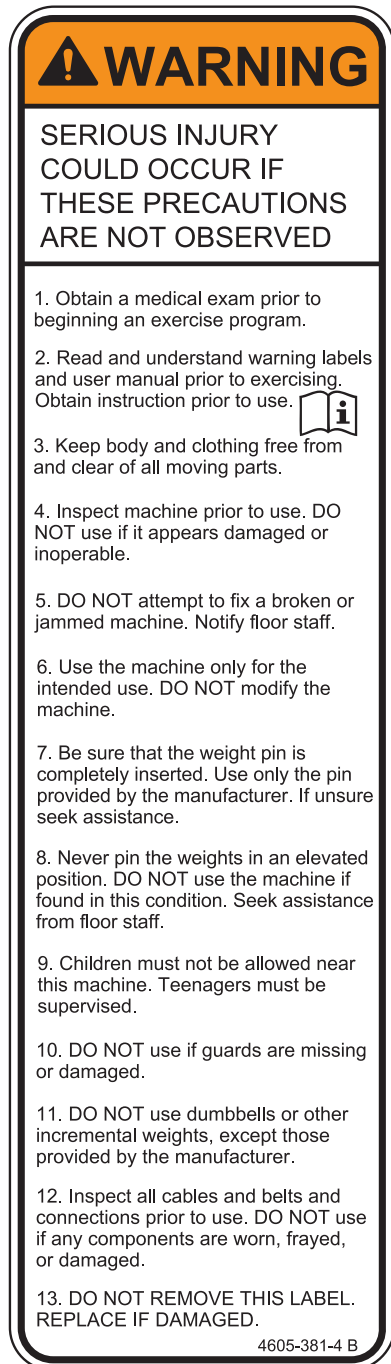 WARNING
SERIOUS INJURY
COULD OCCUR IF
THESE PRECAUTIONS
ARE NOT OBSERVED
1. Obtain a medical exam prior to
beginning an exercise program.
2. Read and understand warning labels
and user manual prior to exercising.
Obtain instruction prior to use.
3. Keep body and clothing free from
and clear of all moving parts.
4. Inspect machine prior to use. DO
NOT use if it appears damaged or
inoperable.
5. DO NOT attempt to fix a broken or
jammed machine. Notify floor staff.
6. Use the machine only for the
intended use. DO NOT modify the
machine.
7. Be sure that the weight pin is
completely inserted. Use only the pin
provided by the manufacturer. If unsure
seek assistance.
8. Never pin the weights in an elevated
position. DO NOT use the machine if
found in this condition. Seek assistance
from floor staff.
9. Children must not be allowed near
this machine. Teenagers must be
supervised.
10. DO NOT use if guards are missing
or damaged.
11. DO NOT use dumbbells or other
incremental weights, except those
provided by the manufacturer.
12. Inspect all cables and belts and
connections prior to use. DO NOT use
if any components are worn, frayed,
or damaged.
13. DO NOT REMOVE THIS LABEL.
REPLACE IF DAMAGED.
4605-381-4 B